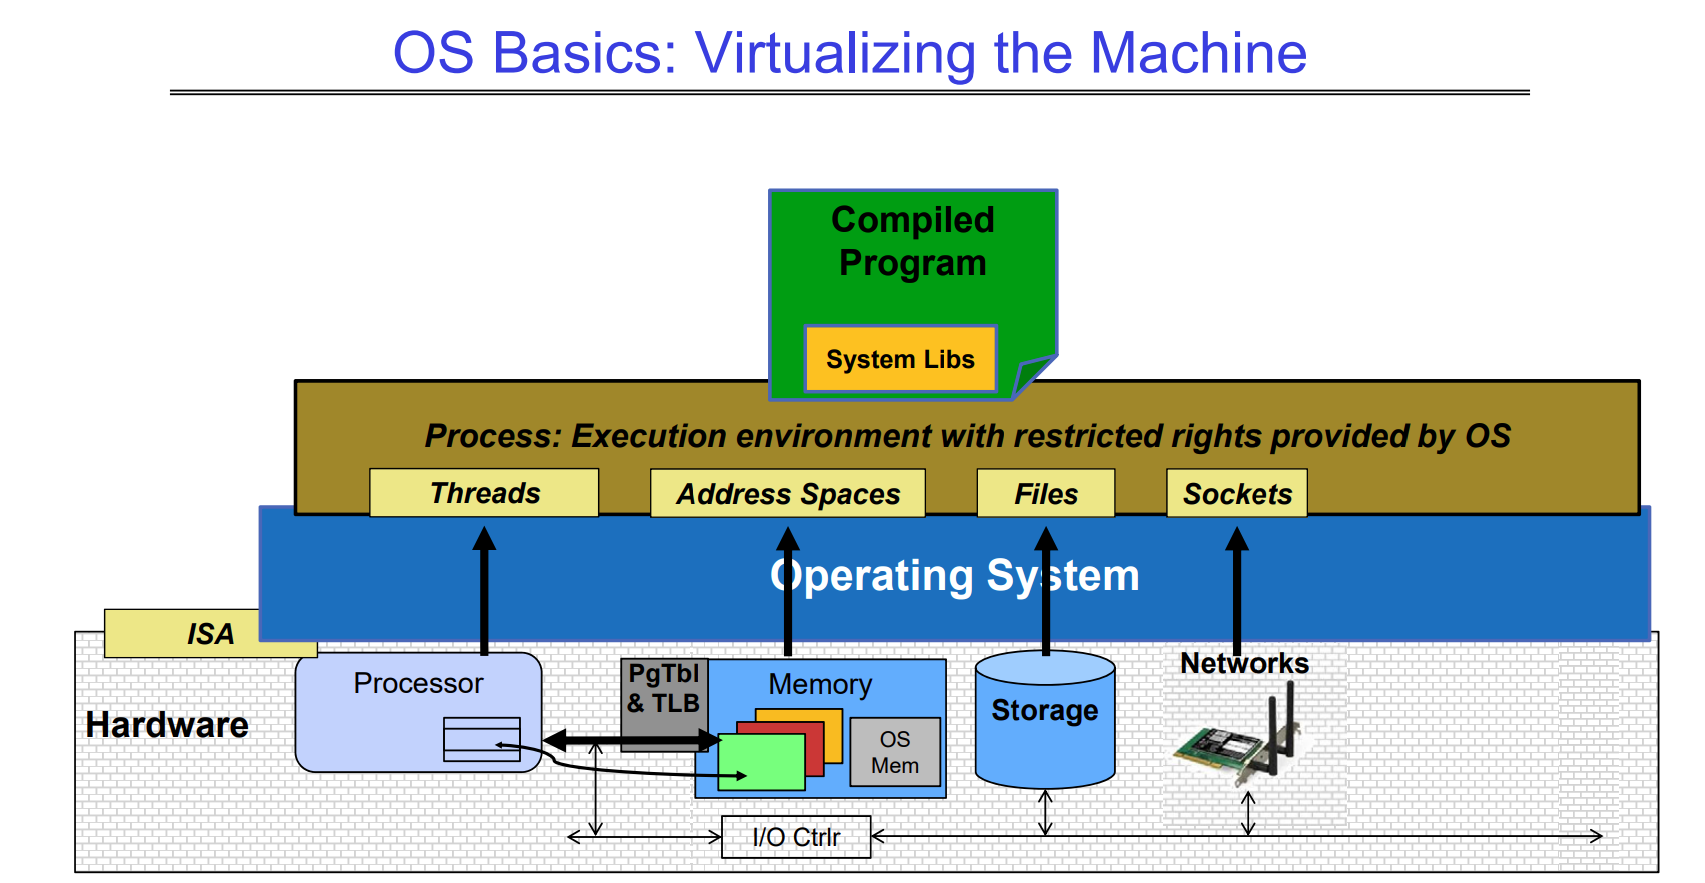 OS Basics: Virtualizing the Machine
Compiled
Program
System Libs
Process: Execution environment with restricted rights provided by OS
Threads
Address Spaces
Files
Sockets
Operating System
ISA
Hardware
Processor
PgTbl
& TLB
Memory
OS
Mem
Storage
Networks
I/O Ctrlr